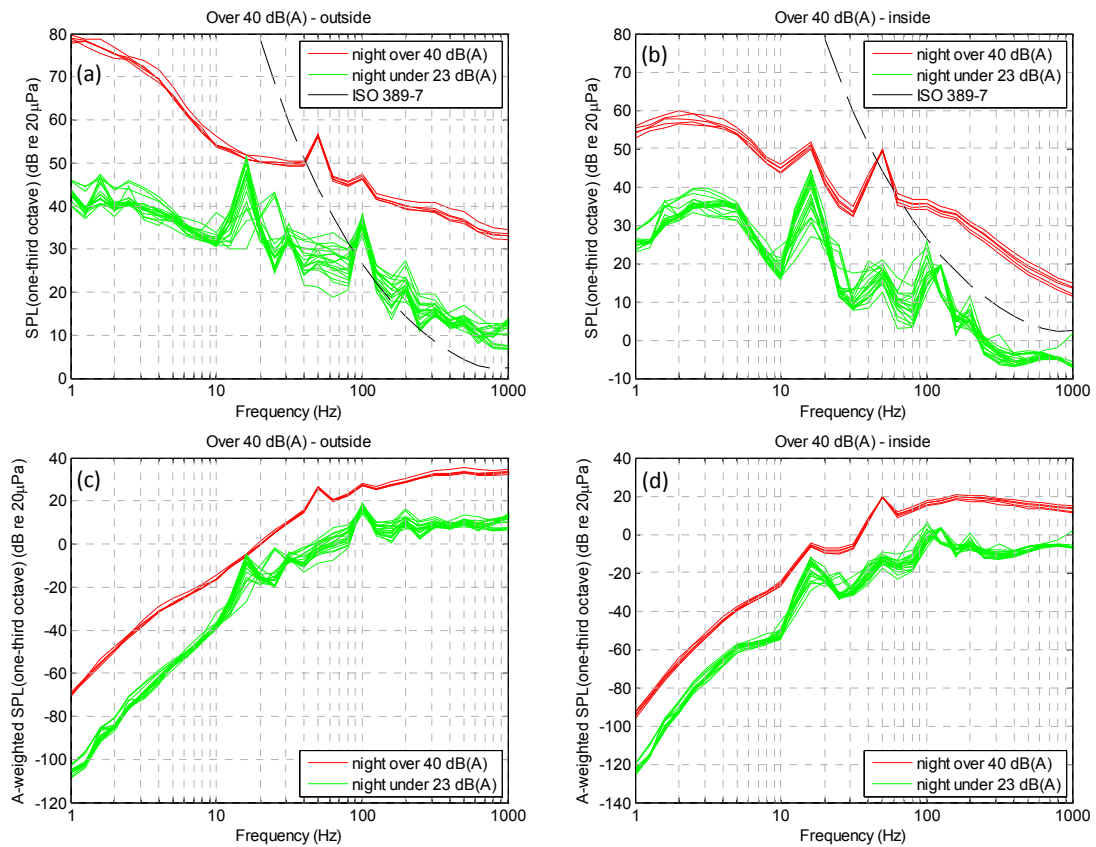 Over 40 dB(A) - outside
(a)
night over 40 dB(A)
night under 23 dB(A)
ISO 389-7
80
70
60
50
40
30
20
10
0
SPL(one-third octave) (dB re 20µPa)
1 10 100 1000
Frequency (Hz)
Over 40 dB(A) - inside
(b)
night over 40 dB(A)
night under 23 dB(A)
ISO 389-7
80
70
60
50
40
30
20
10
0
-10
SPL(one-third octave) (dB re 20µPa)
1 10 100 1000
Frequency (Hz)
Over 40 dB(A) - outside
(c)
60
40
20
0
-20
-40
-60
-80
-100
-120
A-weighted SPL(one-third octave) (dB re 20µPa)
night over 40 dB(A)
night under 23 dB(A)
1 10 100 1000
Frequency (Hz)
Over 40 dB(A) - inside
(d)
60
40
20
0
-20
-40
-60
-80
-100
-120
-140
A-weighted SPL(one-third octave) (dB re 20µPa)
night over 40 dB(A)
night under 23 dB(A)
1 10 100 1000
Frequency (Hz)